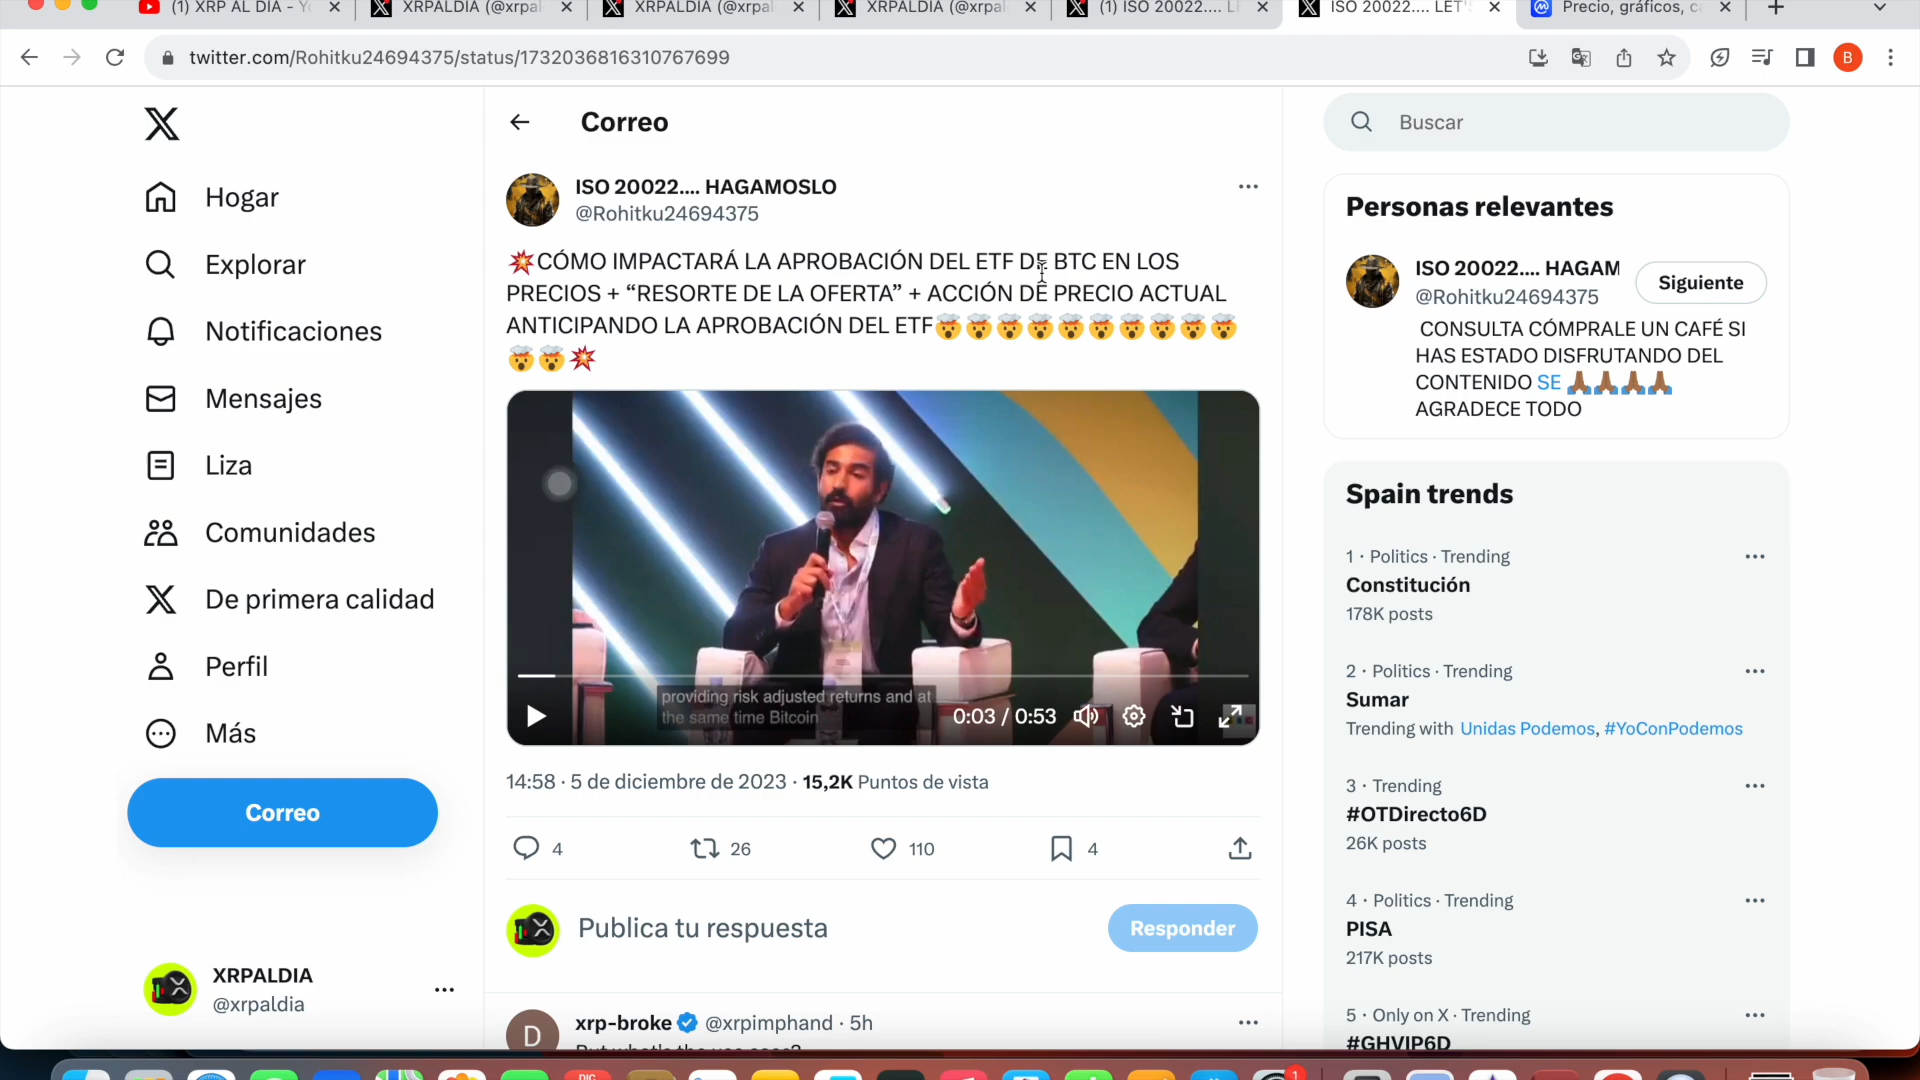 (1) XRP AL DIA - Y
XRPALDIA (@xrpal
XRPALDIA (@xrpal
XRPALDIA (@xrpal
(1) ISO 20022.... L
ISO 20022.... LET'S
Precio, gráficos, c
twitter.com/Rohitku24694375/status/1732036816310767699
B
Correo
Buscar
Hogar
Explorar
Notificaciones
Mensajes
Liza
Comunidades
De primera calidad
Perfil
Más
Correo
XRPALDIA
@xrpaldia
ISO 20022.... HAGAMOSLO
@Rohitku24694375
💥CÓMO IMPACTARÁ LA APROBACIÓN DEL ETF DE BTC EN LOS
PRECIOS + “RESORTE DE LA OFERTA” + ACCIÓN DE PRECIO ACTUAL
ANTICIPANDO LA APROBACIÓN DEL ETF🤯🤯🤯🤯🤯🤯🤯🤯🤯🤯
🤯🤯💥
providing risk adjusted returns and at
the same time Bitcoin
0:03 / 0:53
14:58 · 5 de diciembre de 2023 · 15,2K Puntos de vista
4
26
110
4
Publica tu respuesta
Responder
D
xrp-broke @xrpimphand · 5h
But what's the use case?
Personas relevantes
ISO 20022.... HAGAM
@Rohitku24694375
Siguiente
CONSULTA CÓMPRALE UN CAFÉ SI
HAS ESTADO DISFRUTANDO DEL
CONTENIDO SE 🙏🏾🙏🏾🙏🏾🙏🏾
AGRADECE TODO
Spain trends
1 · Politics · Trending
Constitución
178K posts
2 · Politics · Trending
Sumar
Trending with Unidas Podemos, #YoConPodemos
3 · Trending
#OTDirecto6D
26K posts
4 · Politics · Trending
PISA
217K posts
5 · Only on X · Trending
#GHVIP6D
DIC
1